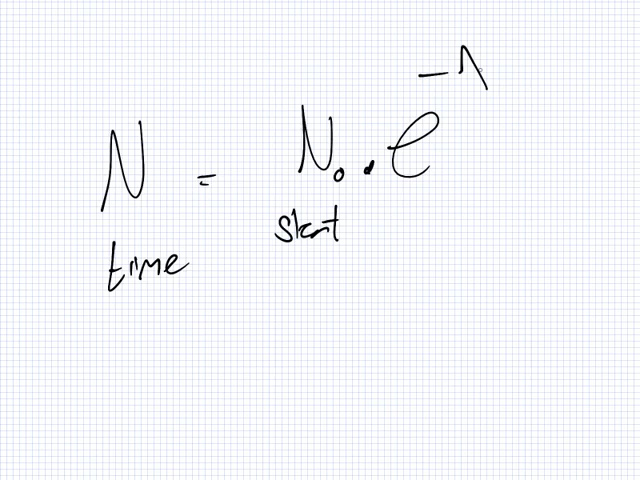 N = N₀ · e^-λ
time start